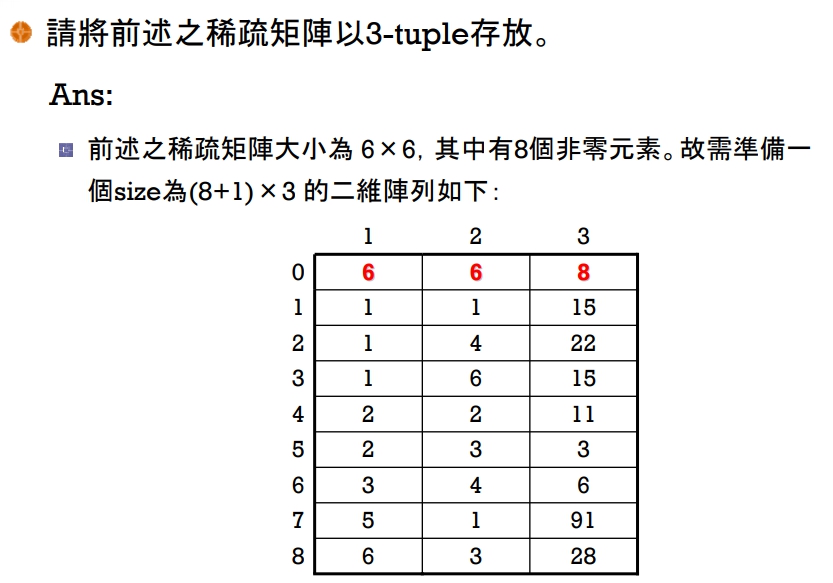 請將前述之稀疏矩陣以3-tuple存放。
Ans:
前述之稀疏矩陣大小為 6×6, 其中有8個非零元素。故需準備一
個size為(8+1)×3 的二維陣列如下:
1 2 3
0 6 6 8
1 1 1 15
2 1 4 22
3 1 6 15
4 2 2 11
5 2 3 3
6 3 4 6
7 5 1 91
8 6 3 28